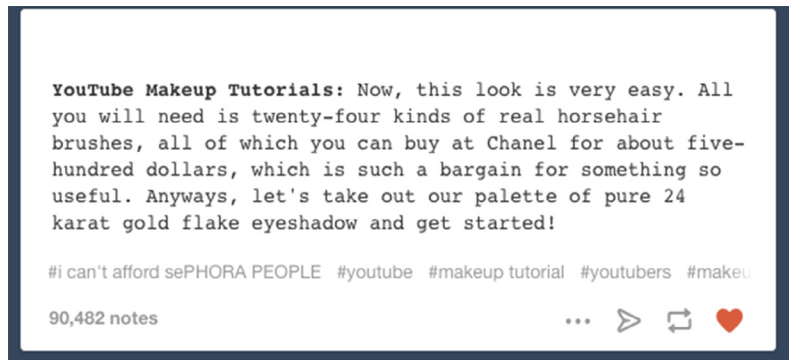 YouTube Makeup Tutorials: Now, this look is very easy. All
you will need is twenty-four kinds of real horsehair
brushes, all of which you can buy at Chanel for about five-
hundred dollars, which is such a bargain for something so
useful. Anyways, let's take out our palette of pure 24
karat gold flake eyeshadow and get started!
#i can't afford sePHORA PEOPLE #youtube #makeup tutorial #youtubers #makeu
90,482 notes